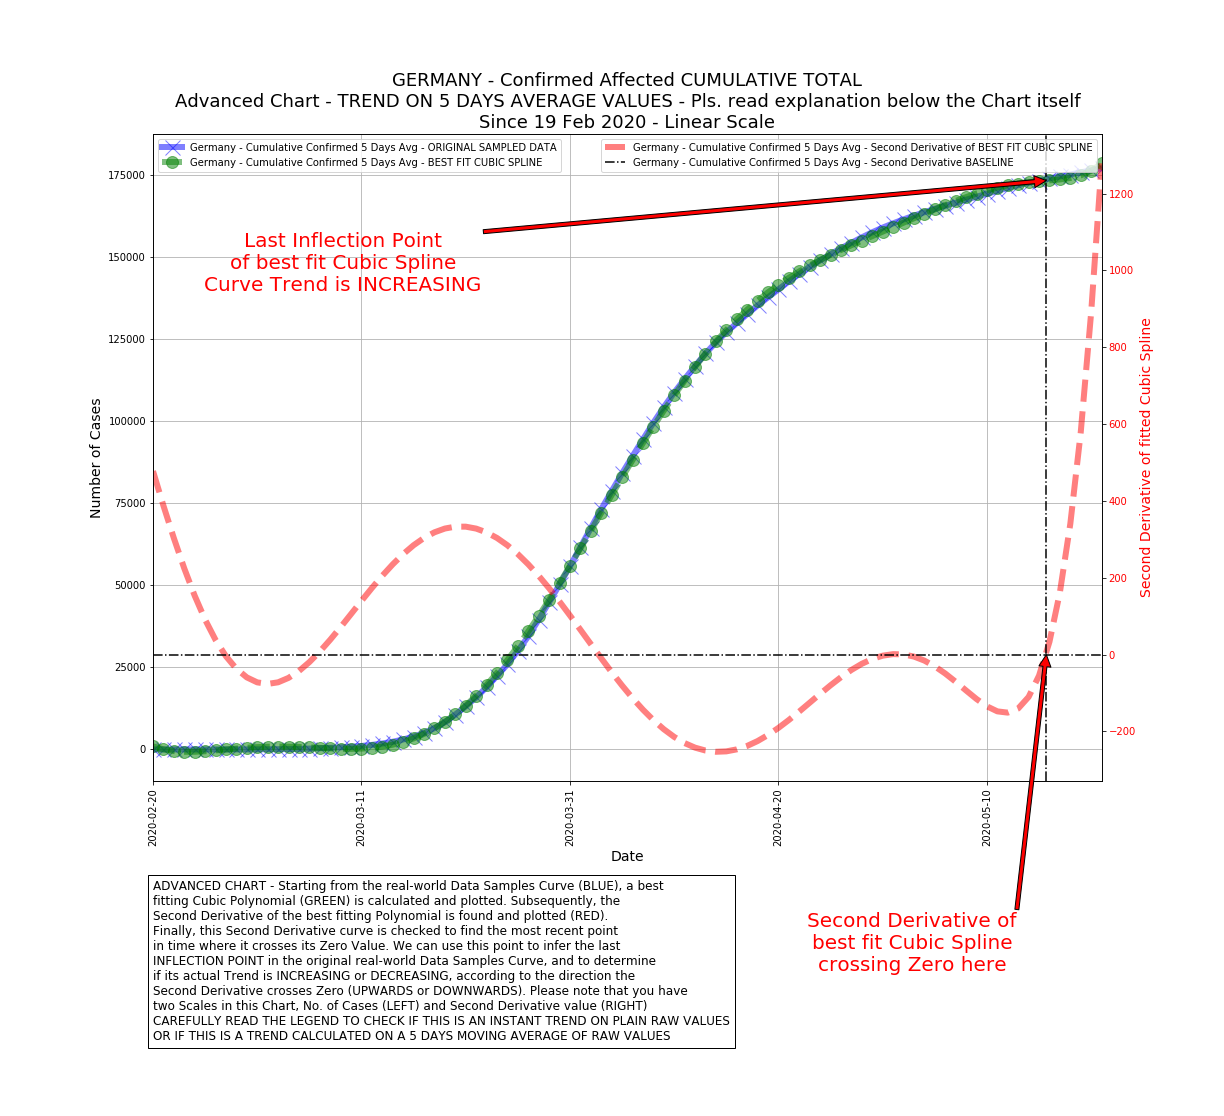 GERMANY - Confirmed Affected CUMULATIVE TOTAL
Advanced Chart - TREND ON 5 DAYS AVERAGE VALUES - Pls. read explanation below the Chart itself
Since 19 Feb 2020 - Linear Scale
Germany - Cumulative Confirmed 5 Days Avg - ORIGINAL SAMPLED DATA
Germany - Cumulative Confirmed 5 Days Avg - BEST FIT CUBIC SPLINE
Germany - Cumulative Confirmed 5 Days Avg - Second Derivative of BEST FIT CUBIC SPLINE
Germany - Cumulative Confirmed 5 Days Avg - Second Derivative BASELINE
Last Inflection Point
of best fit Cubic Spline
Curve Trend is INCREASING
Number of Cases
175000
150000
125000
100000
75000
50000
25000
0
1200
1000
800
600
400
200
0
−200
Second Derivative of fitted Cubic Spline
2020-02-20
2020-03-11
2020-03-31
2020-04-20
2020-05-10
Date
ADVANCED CHART - Starting from the real-world Data Samples Curve (BLUE), a best
fitting Cubic Polynomial (GREEN) is calculated and plotted. Subsequently, the
Second Derivative of the best fitting Polynomial is found and plotted (RED).
Finally, this Second Derivative curve is checked to find the most recent point
in time where it crosses its Zero Value. We can use this point to infer the last
INFLECTION POINT in the original real-world Data Samples Curve, and to determine
if its actual Trend is INCREASING or DECREASING, according to the direction the
Second Derivative crosses Zero (UPWARDS or DOWNWARDS). Please note that you have
two Scales in this Chart, No. of Cases (LEFT) and Second Derivative value (RIGHT)
CAREFULLY READ THE LEGEND TO CHECK IF THIS IS AN INSTANT TREND ON PLAIN RAW VALUES
OR IF THIS IS A TREND CALCULATED ON A 5 DAYS MOVING AVERAGE OF RAW VALUES
Second Derivative of
best fit Cubic Spline
crossing Zero here